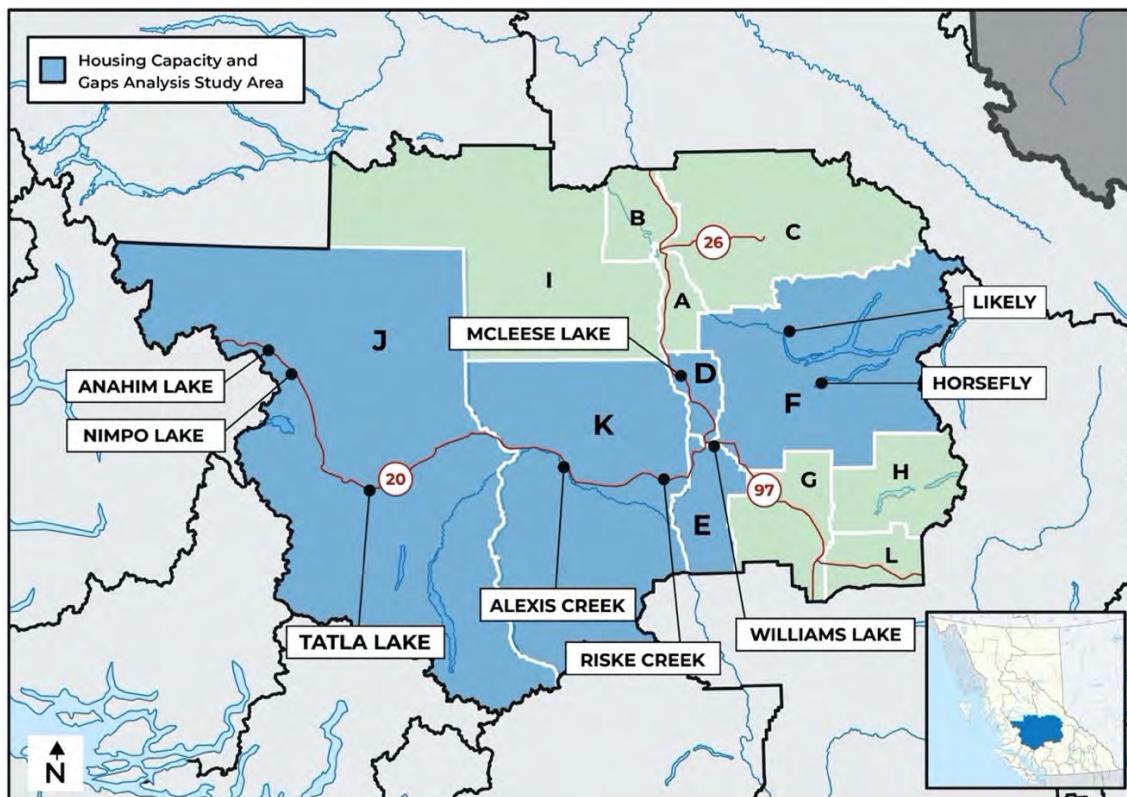 Housing Capacity and
Gaps Analysis Study Area
B
C
26
I
A
LIKELY
MCLEESE LAKE
J
D
ANAHIM LAKE
HORSEFLY
F
NIMPO LAKE
K
20
G
H
97
E
L
ALEXIS CREEK
TATLA LAKE
WILLIAMS LAKE
RISKE CREEK
N